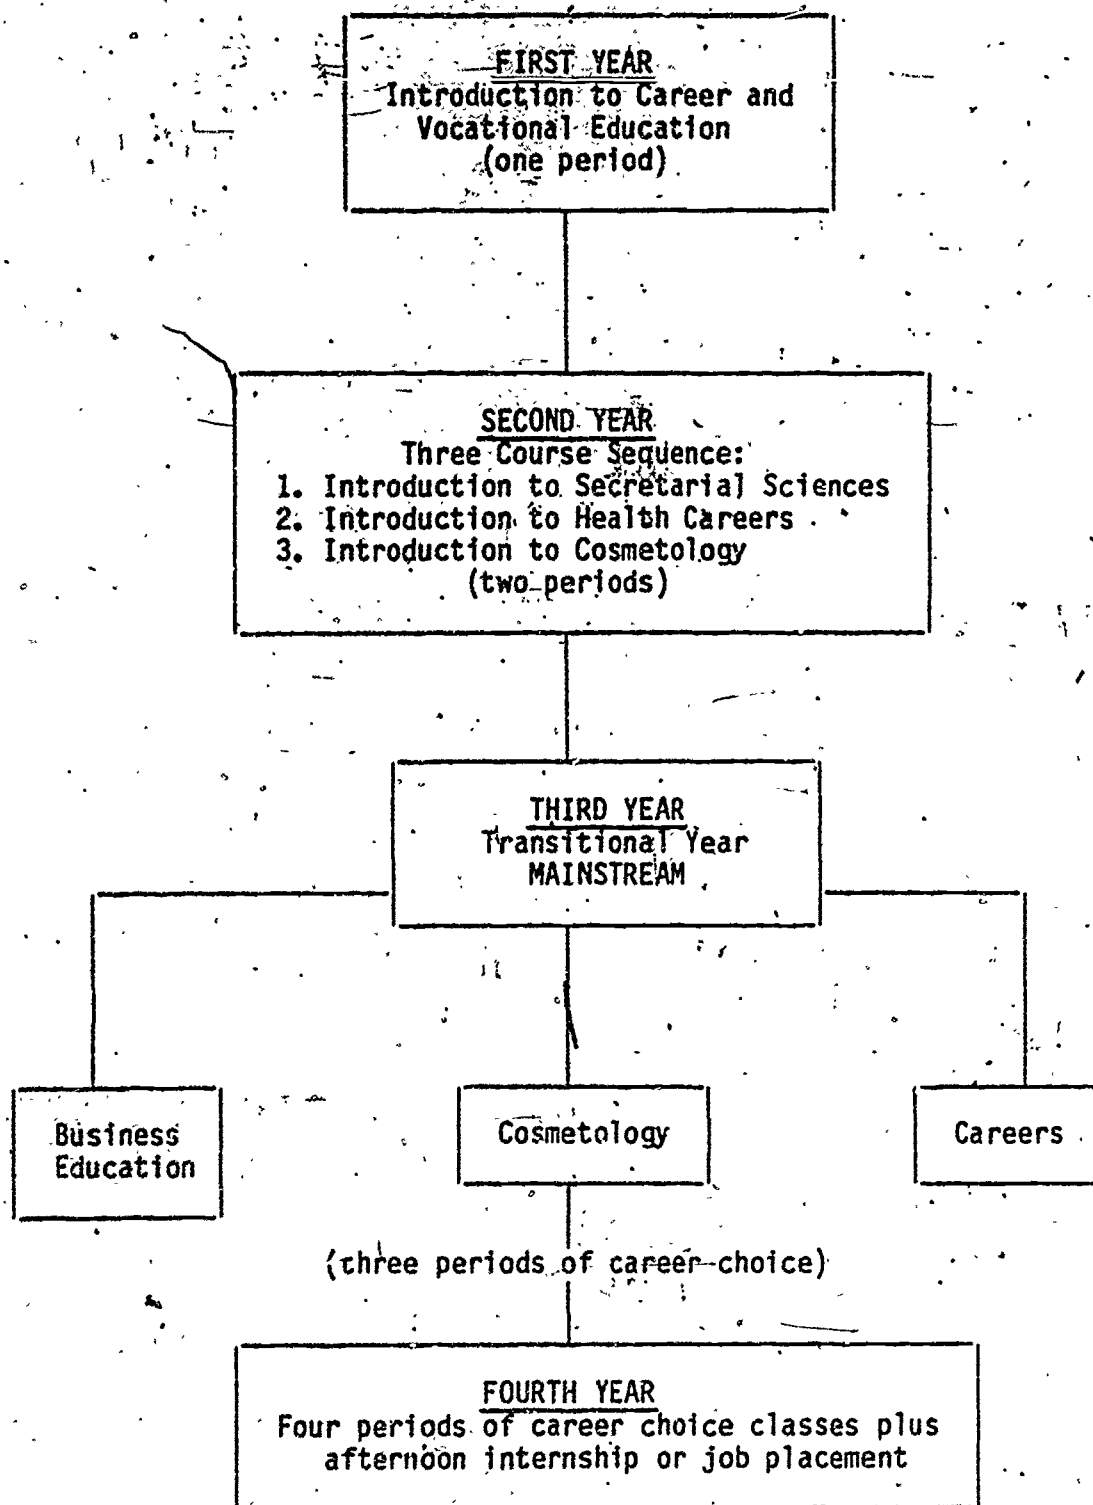 FIRST YEAR
Introduction to Career and
Vocational Education
(one period)
SECOND YEAR
Three Course Sequence:
1. Introduction to Secretarial Sciences
2. Introduction to Health Careers
3. Introduction to Cosmetology
(two periods)
THIRD YEAR
Transitional Year
MAINSTREAM
Business
Education
Cosmetology
Careers
(three periods of career choice)
FOURTH YEAR
Four periods of career choice classes plus
afternoon internship or job placement